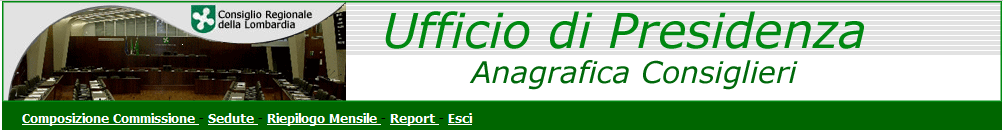 Consiglio Regionale
della Lombardia
Ufficio di Presidenza
Anagrafica Consiglieri
Composizione Commissione - Sedute - Riepilogo Mensile - Report - Esci